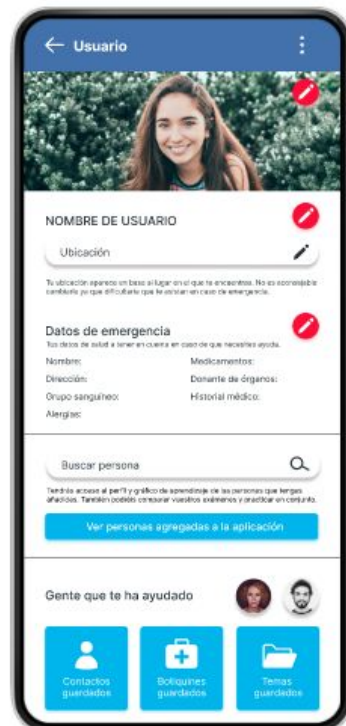 Usuario
NOMBRE DE USUARIO
Ubicación
Tu ubicación aparece en base al lugar en el que te encuentres. No es aconsejable
cambiarla ya que dificultaría que te asistan en caso de emergencia.
Datos de emergencia
Tus datos de salud a tener en cuenta en caso de que necesites ayuda.
Nombre: Medicamentos:
Dirección: Donante de órganos:
Grupo sanguíneo: Historial médico:
Alergias:
Buscar persona
Tendrás acceso al perfil y gráfico de aprendizaje de las personas que tengas
añadidas. También podéis comparar vuestros exámenes y practicar en conjunto.
Ver personas agregadas a la aplicación
Gente que te ha ayudado
Contactos guardados
Botiquines guardados
Temas guardados